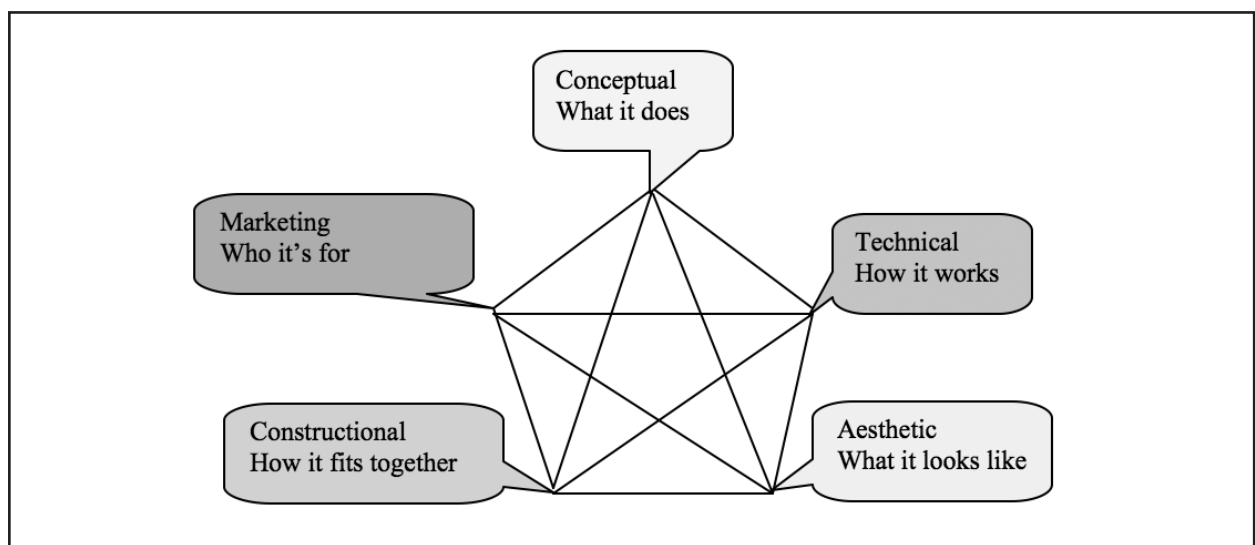 Conceptual
What it does
Marketing
Who it’s for
Technical
How it works
Constructional
How it fits together
Aesthetic
What it looks like